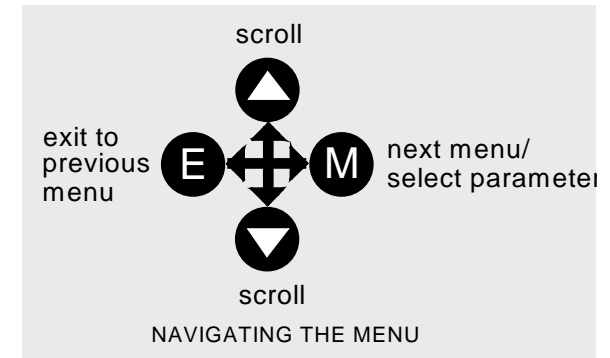 scroll
exit to
previous
menu
E
M
next menu/
select parameter
scroll
NAVIGATING THE MENU